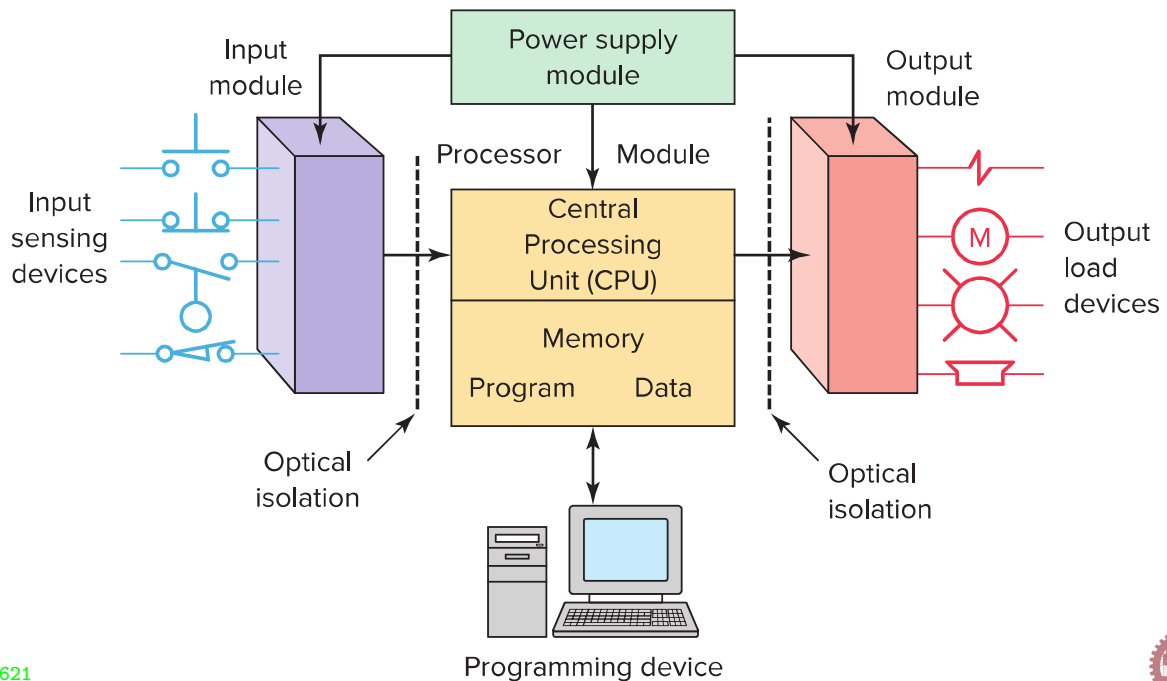 Power supply
module
Input
module
Output
module
Processor Module
Input
sensing
devices
Central
Processing
Unit (CPU)
Memory
Program Data
M
Output
load
devices
Optical
isolation
Optical
isolation
Programming device
621